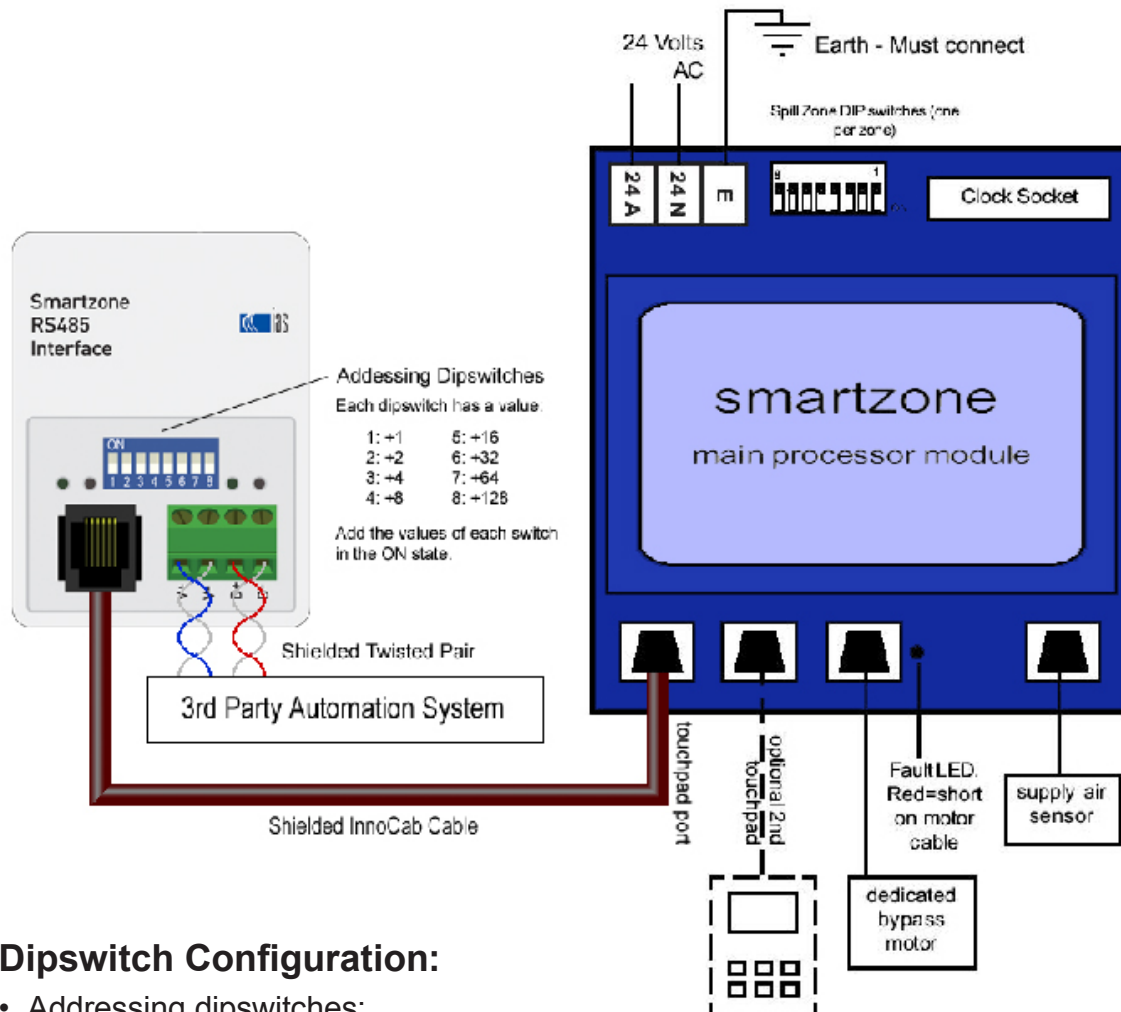 24 Volts
AC
Earth - Must connect
Spill Zone DIP switches (one
per zone)
24 A
24 N
E
8
1
Clock Socket
Smartzone
RS485
Interface
ias
Addessing Dipswitches
Each dipswitch has a value.
1: +1 5: +16
2: +2 6: +32
3: +4 7: +64
4: +8 8: +128
Add the values of each switch
in the ON state.
ON
1 2 3 4 5 6 7 8
smartzone
main processor module
Shielded Twisted Pair
3rd Party Automation System
Shielded InnoCab Cable
touchpad port
optional 2nd
touchpad
Fault LED.
Red=short
on motor
cable
supply air
sensor
dedicated
bypass
motor
Dipswitch Configuration:
• Addressing dipswitches: